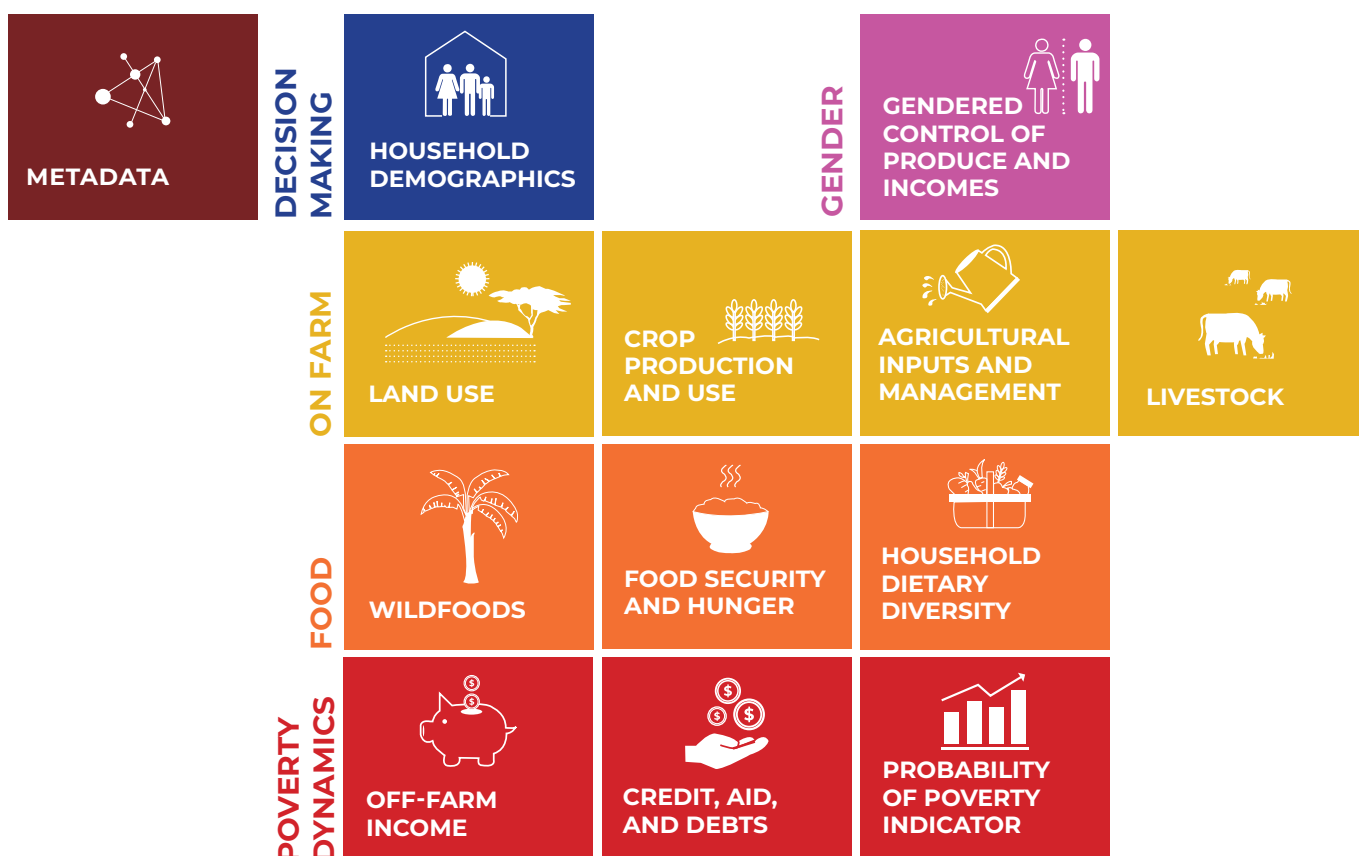 METADATA
DECISION
MAKING
HOUSEHOLD
DEMOGRAPHICS
GENDER
GENDERED
CONTROL OF
PRODUCE AND
INCOMES
ON FARM
LAND USE
CROP
PRODUCTION
AND USE
AGRICULTURAL
INPUTS AND
MANAGEMENT
LIVESTOCK
FOOD
WILDFOODS
FOOD SECURITY
AND HUNGER
HOUSEHOLD
DIETARY
DIVERSITY
POVERTY
DYNAMICS
$
$
OFF-FARM
INCOME
$
$
$
CREDIT, AID,
AND DEBTS
PROBABILITY
OF POVERTY
INDICATOR